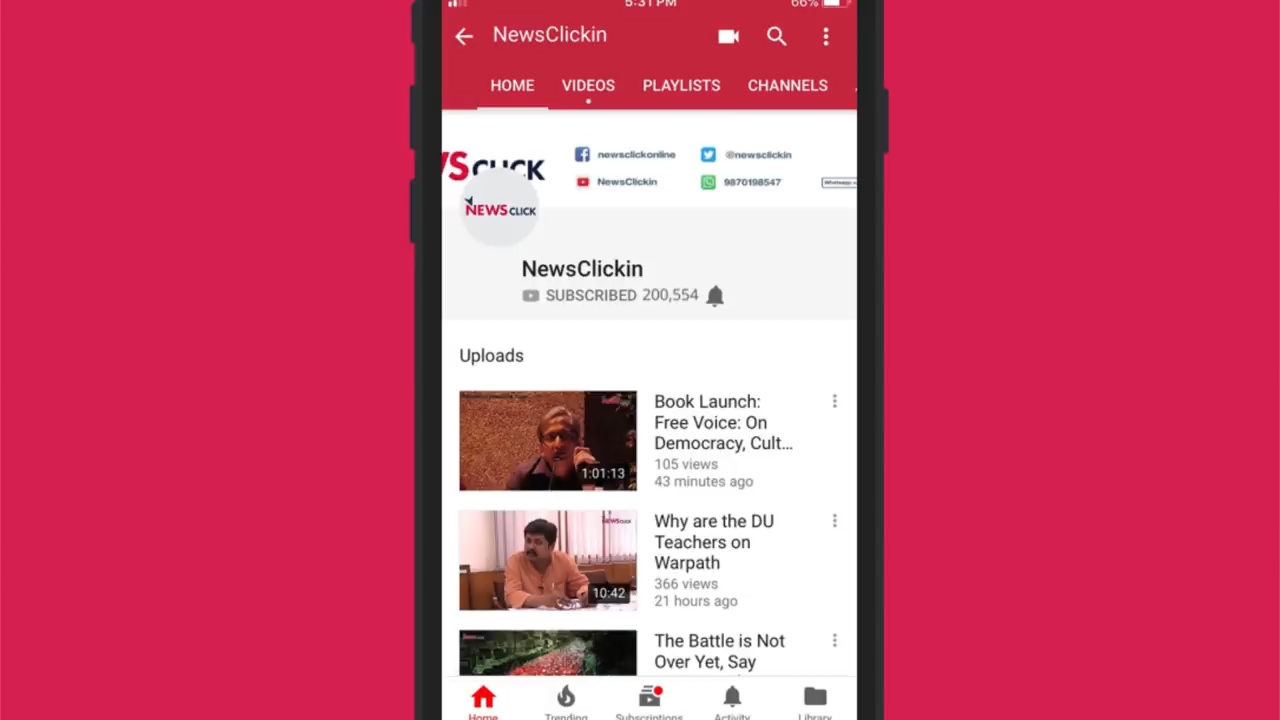 5:31 PM
66%
NewsClickin
HOME
VIDEOS
PLAYLISTS
CHANNELS
CLICK
newsclickonline
@newsclickin
NewsClickin
9870198547
NEWS CLICK
NewsClickin
SUBSCRIBED 200,554
Uploads
Book Launch:
Free Voice: On
Democracy, Cult...
105 views
43 minutes ago
1:01:13
Why are the DU
Teachers on
Warpath
366 views
21 hours ago
NEWSCLICK
10:42
The Battle is Not
Over Yet, Say
Home
Trending
Subscriptions
Activity
Library